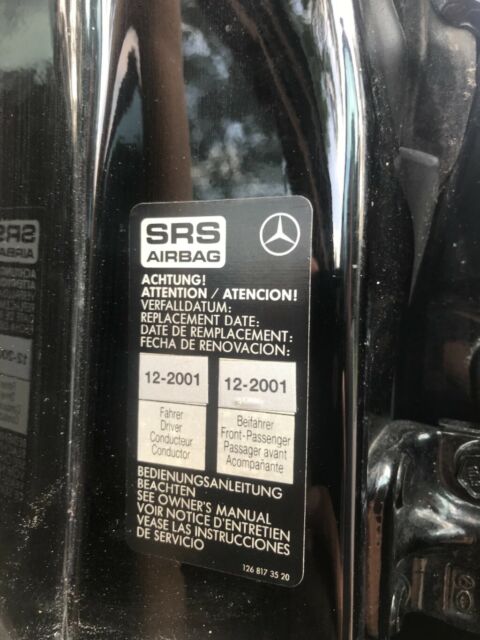 SRS
AIRBAG
ACHTUNG!
ATTENTION / ATENCION!
VERFALLDATUM:
REPLACEMENT DATE:
DATE DE REMPLACEMENT:
FECHA DE RENOVACION:
12-2001 12-2001
Fahrer
Driver
Conducteur
Conductor
Beifahrer
Front-Passenger
Passager avant
Acompañante
BEDIENUNGSANLEITUNG
BEACHTEN
SEE OWNER'S MANUAL
VOIR NOTICE D'ENTRETIEN
VEASE LAS INSTRUCCIONES
DE SERVICIO
126 817 35 20